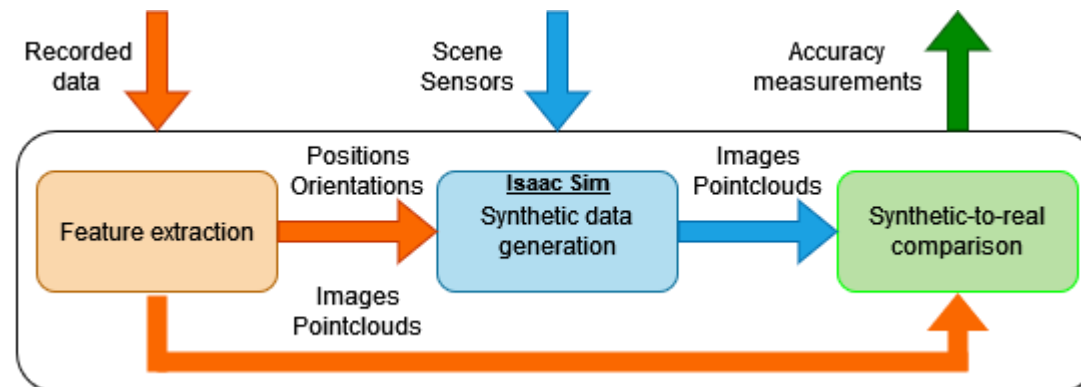 Recorded
data
Scene
Sensors
Accuracy
measurements
Positions
Orientations
Images
Pointclouds
Feature extraction
Isaac Sim
Synthetic data
generation
Synthetic-to-real
comparison
Images
Pointclouds